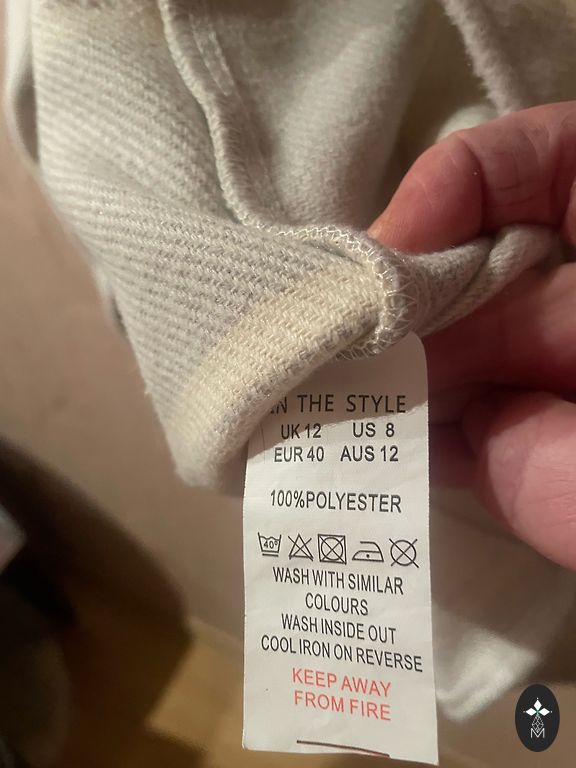 IN THE STYLE
UK 12 US 8
EUR 40 AUS 12
100%POLYESTER
40°
WASH WITH SIMILAR
COLOURS
WASH INSIDE OUT
COOL IRON ON REVERSE
KEEP AWAY
FROM FIRE
M